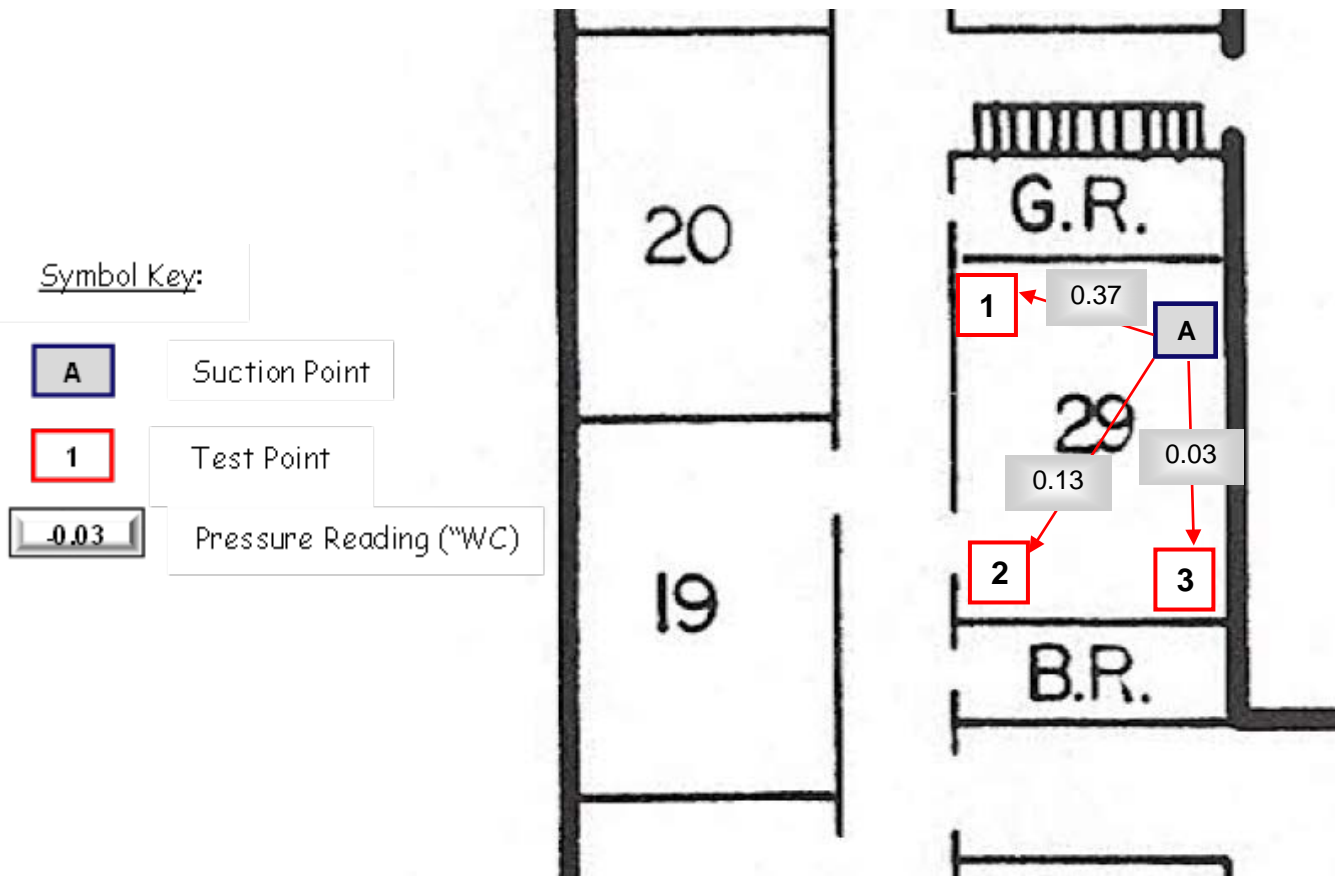 Symbol Key:
A
Suction Point
1
Test Point
-0.03
Pressure Reading ("WC)
20
19
G.R.
1
0.37
A
29
0.13
0.03
2
3
B.R.